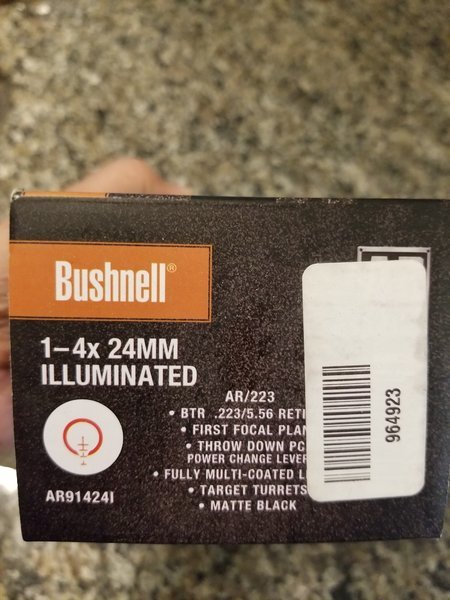 Bushnell®
1–4x 24MM
ILLUMINATED
AR/223
• BTR .223/5.56
• FIRST FOCAL
• THROW DOWN
POWER CHANGE LEVER
• FULLY MULTI-COATED
• TARGET TURRETS
• MATTE BLACK
AR91424I
964923